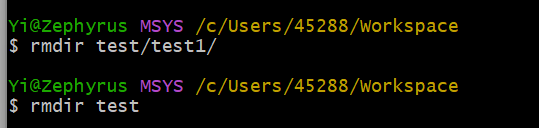 Yi@Zephyrus MSYS /c/Users/45288/Workspace
$ rmdir test/test1/
Yi@Zephyrus MSYS /c/Users/45288/Workspace
$ rmdir test